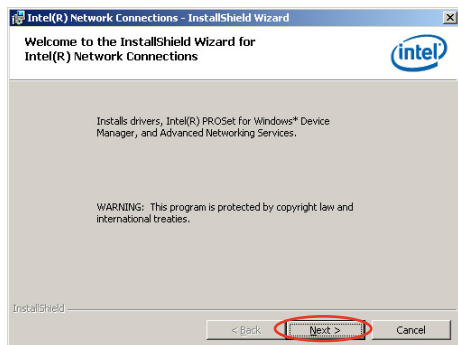 Intel(R) Network Connections - InstallShield Wizard
Welcome to the InstallShield Wizard for
Intel(R) Network Connections
intel
Installs drivers, Intel(R) PROSet for Windows* Device
Manager, and Advanced Networking Services.
WARNING: This program is protected by copyright law and
international treaties.
InstallShield
< Back Next > Cancel